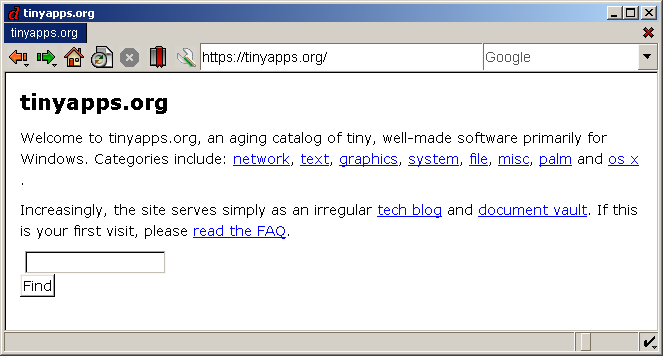 tinyapps.org
tinyapps.org
https://tinyapps.org/ Google
tinyapps.org
Welcome to tinyapps.org, an aging catalog of tiny, well-made software primarily for
Windows. Categories include: network, text, graphics, system, file, misc, palm and os x
.
Increasingly, the site serves simply as an irregular tech blog and document vault. If this
is your first visit, please read the FAQ.
Find